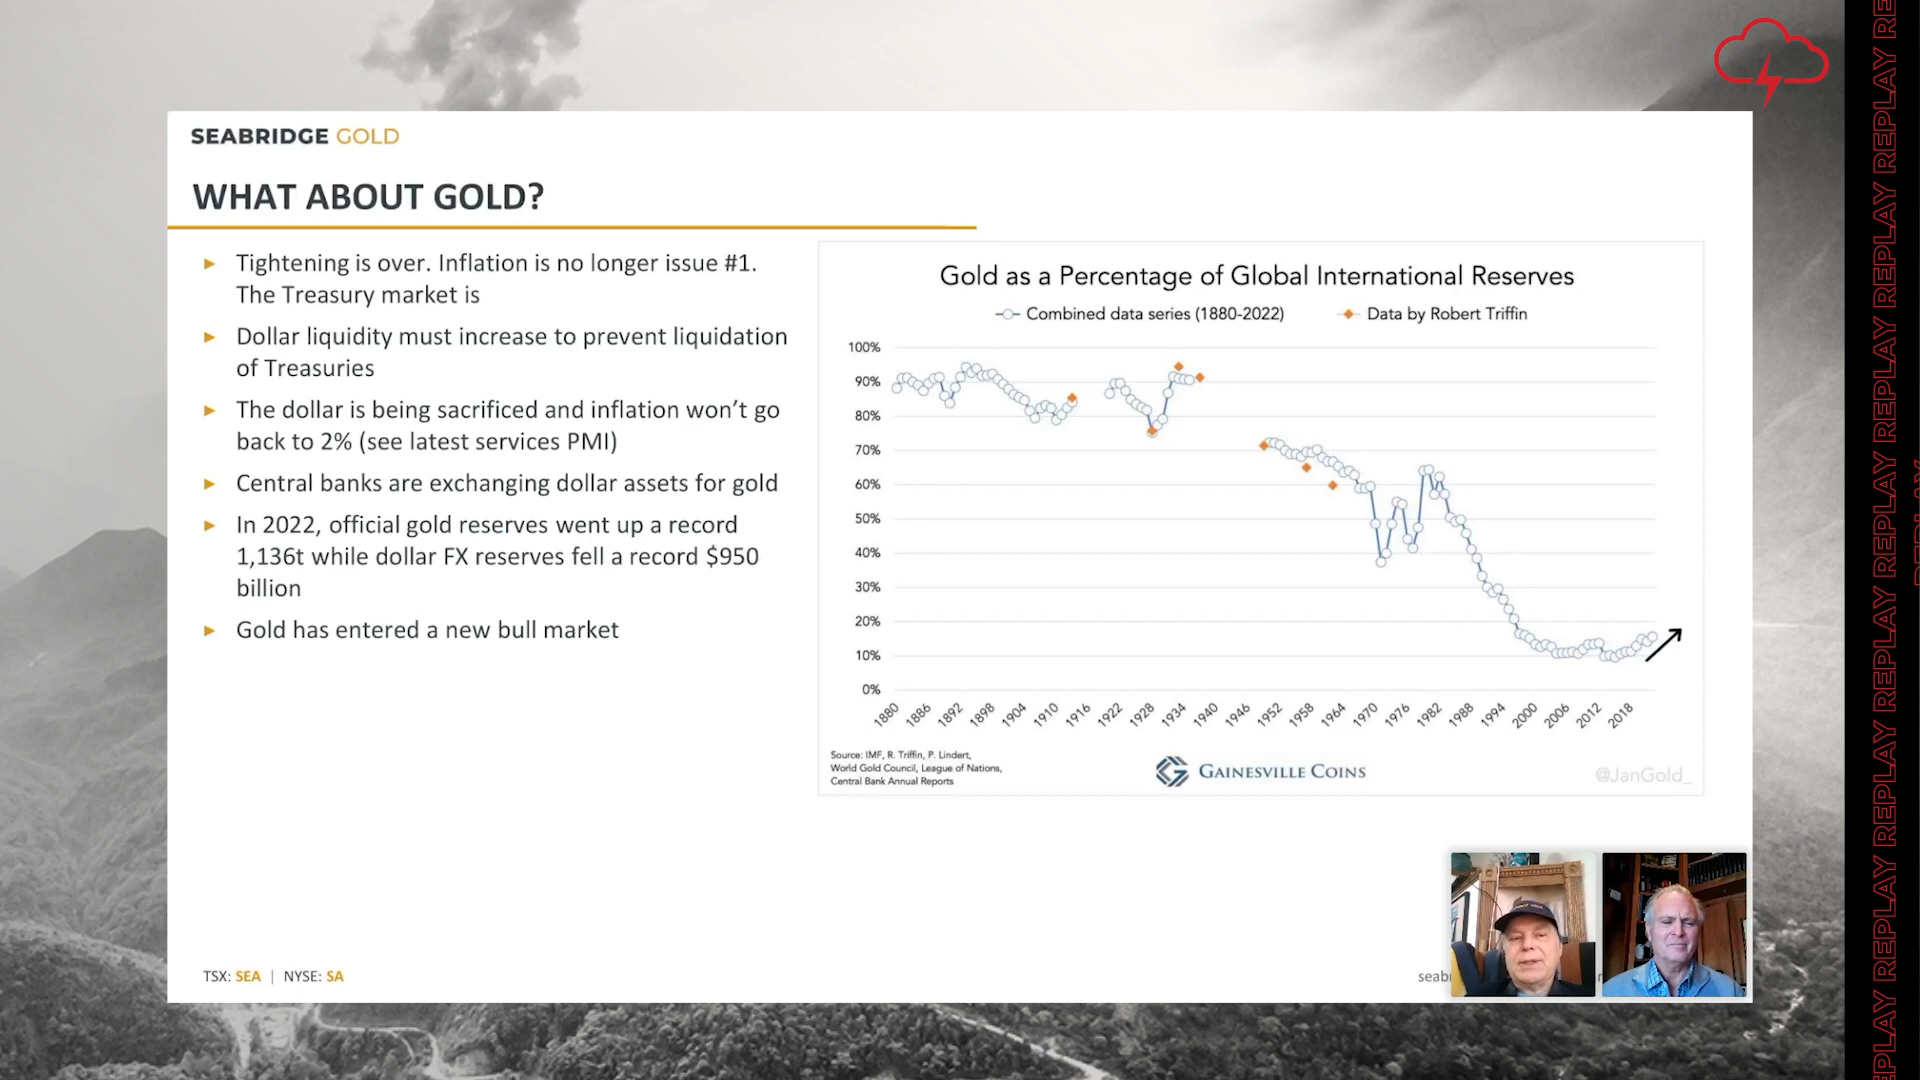 SEABRIDGE GOLD
WHAT ABOUT GOLD?
► Tightening is over. Inflation is no longer issue #1.
The Treasury market is
► Dollar liquidity must increase to prevent liquidation
of Treasuries
► The dollar is being sacrificed and inflation won’t go
back to 2% (see latest services PMI)
► Central banks are exchanging dollar assets for gold
► In 2022, official gold reserves went up a record
1,136t while dollar FX reserves fell a record $950
billion
► Gold has entered a new bull market
Gold as a Percentage of Global International Reserves
Combined data series (1880-2022) Data by Robert Triffin
100%
90%
80%
70%
60%
50%
40%
30%
20%
10%
0%
1880 1886 1892 1898 1904 1910 1916 1922 1928 1934 1940 1946 1952 1958 1964 1970 1976 1982 1988 1994 2000 2006 2012 2018
Source: IMF, R. Triffin, P. Lindert,
World Gold Council, League of Nations,
Central Bank Annual Reports
GAINESVILLE COINS
@JanGold_
TSX: SEA | NYSE: SA
seab
REPLAY REPLAY REPLAY REPLAY REPLAY REPLAY REPLAY REPLAY
REPLAY